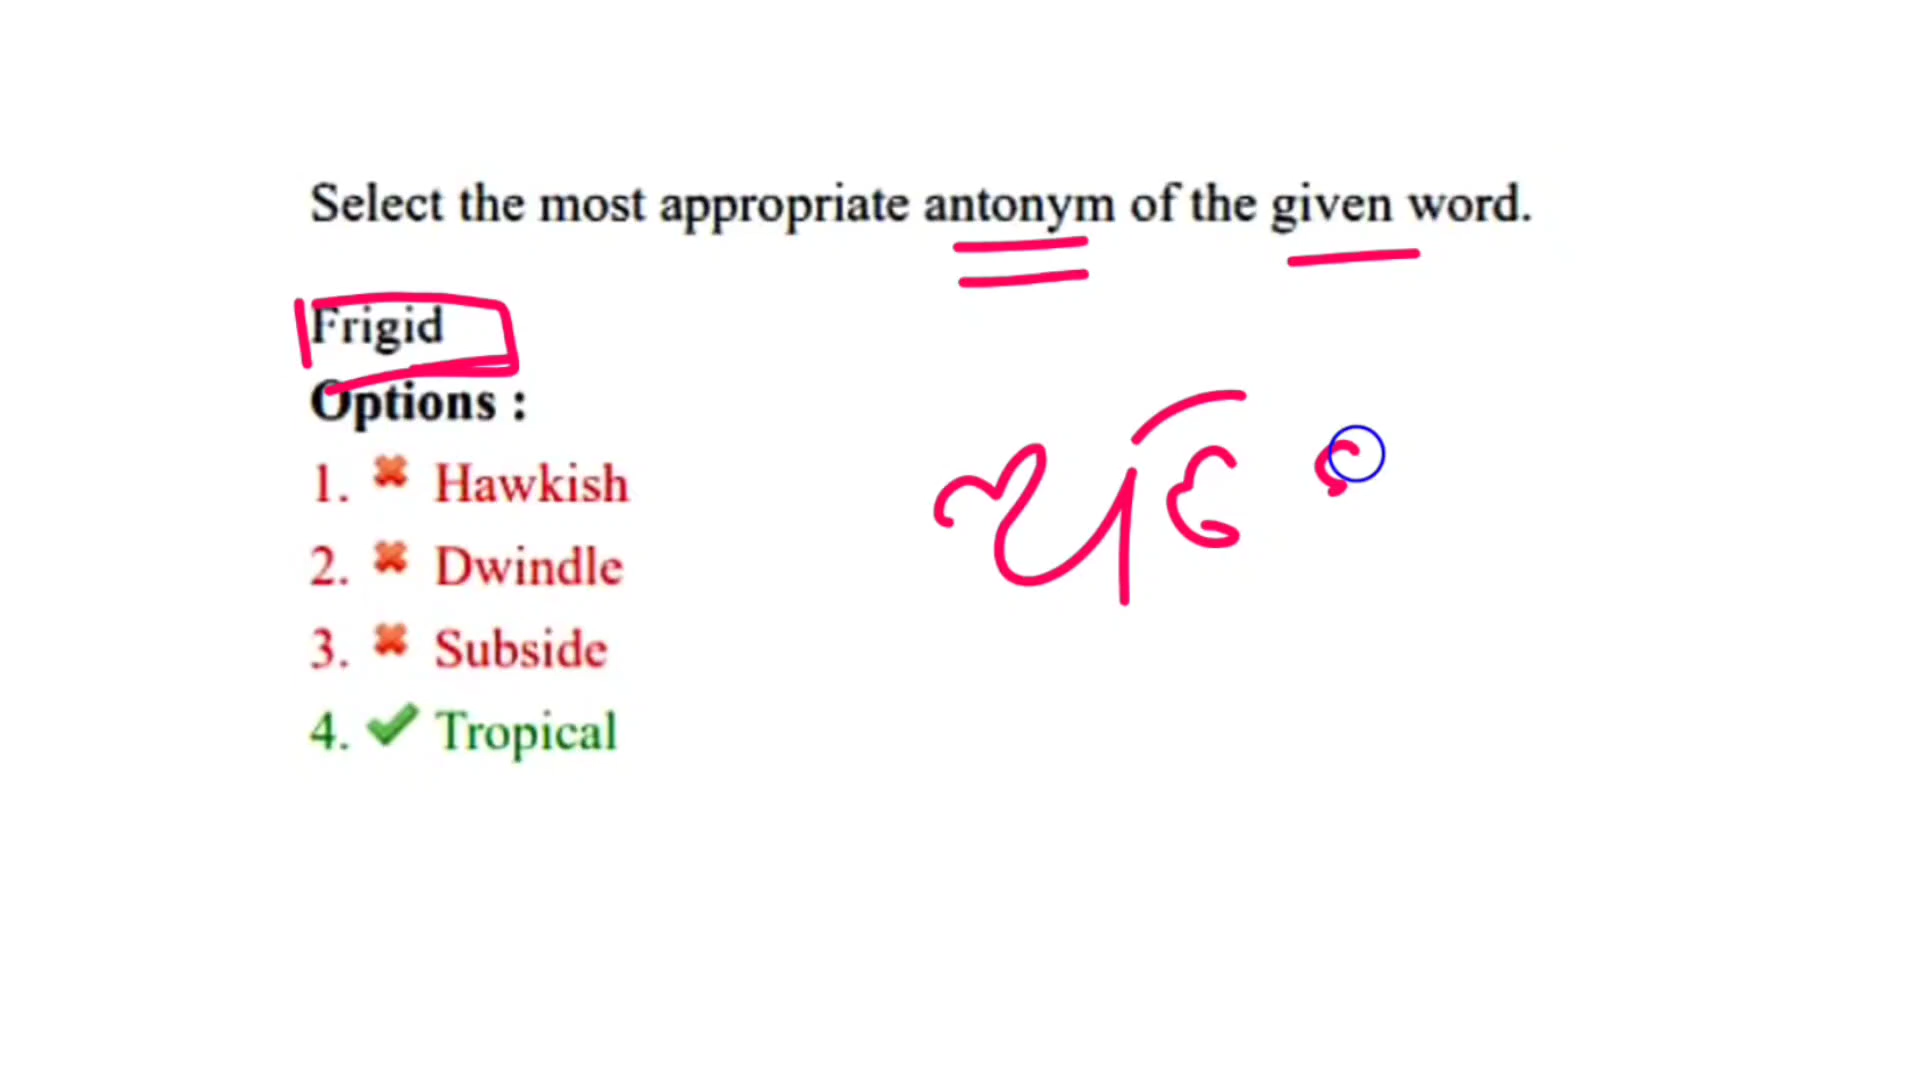 Select the most appropriate antonym of the given word.
Frigid
Options :
1. Hawkish
2. Dwindle
3. Subside
4. Tropical